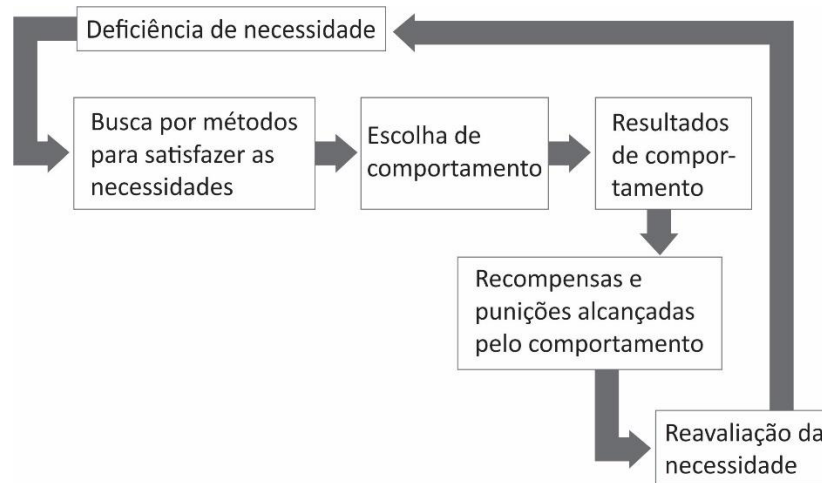 Deficiência de necessidade
Busca por métodos
para satisfazer as
necessidades
Escolha de
comportamento
Resultados
de compor-
tamento
Recompensas e
punições alcançadas
pelo comportamento
Reavaliação da
necessidade